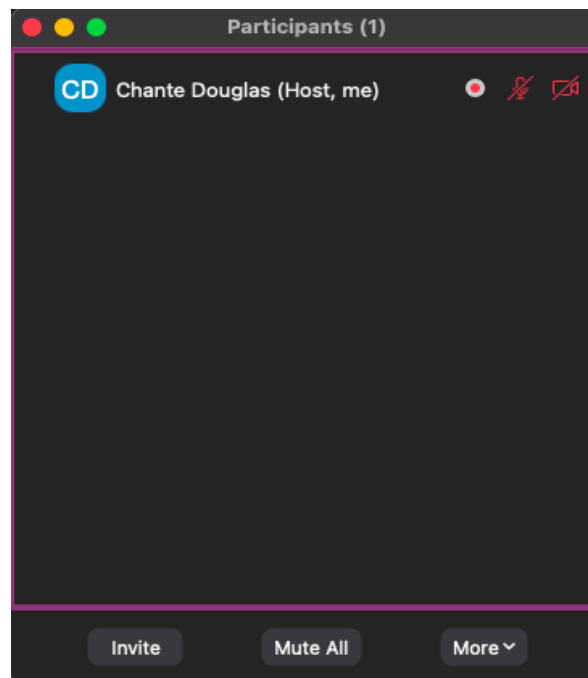 Participants (1)
CD Chante Douglas (Host, me)
Invite Mute All More